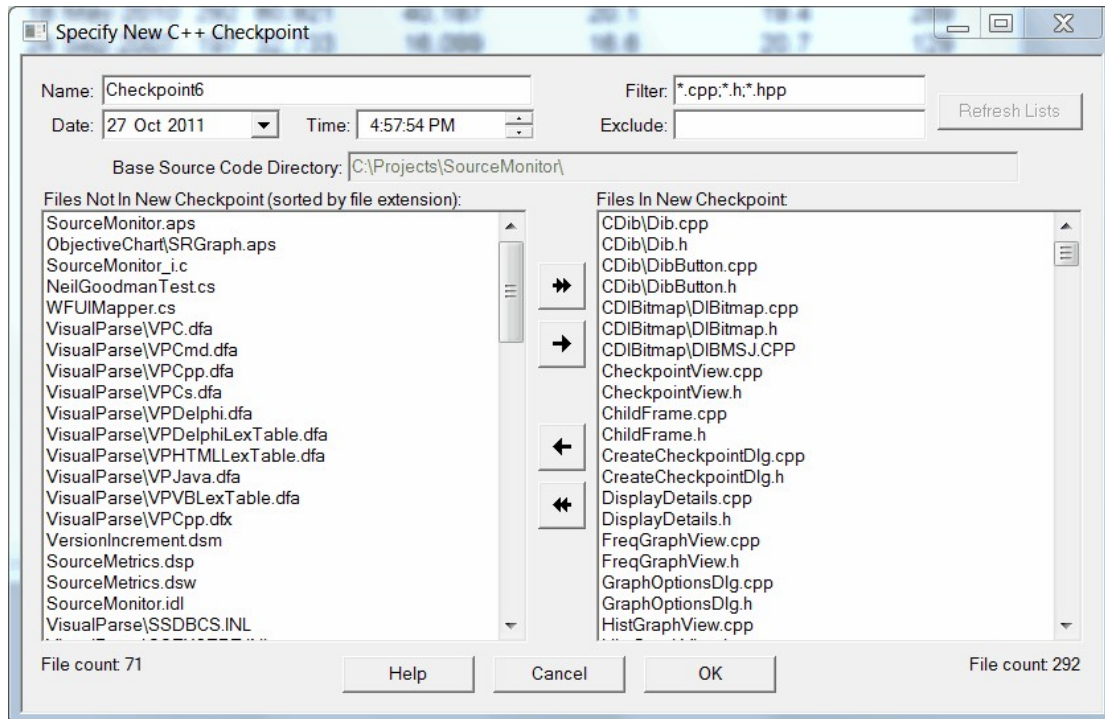 Specify New C++ Checkpoint
Name: Checkpoint6 Filter: *.cpp;*.h;*.hpp
Refresh Lists
Date: 27 Oct 2011 Time: 4:57:54 PM Exclude:
Base Source Code Directory: C:\Projects\SourceMonitor\
Files Not In New Checkpoint (sorted by file extension):
SourceMonitor.aps
ObjectiveChart\SRGraph.aps
SourceMonitor_i.c
NeilGoodmanTest.cs
WFUIMapper.cs
VisualParse\VPC.dfa
VisualParse\VPCmd.dfa
VisualParse\VPCpp.dfa
VisualParse\VPCs.dfa
VisualParse\VPDelphi.dfa
VisualParse\VPDelphiLexTable.dfa
VisualParse\VPHTMLLexTable.dfa
VisualParse\VPJava.dfa
VisualParse\VPVBLexTable.dfa
VisualParse\VPCpp.dfx
VersionIncrement.dsm
SourceMetrics.dsp
SourceMetrics.dsw
SourceMonitor.idl
VisualParse\SSDBCS.INL
File count: 71
Files In New Checkpoint:
CDib\Dib.cpp
CDib\Dib.h
CDib\DibButton.cpp
CDib\DibButton.h
CDIBitmap\DIBitmap.cpp
CDIBitmap\DIBitmap.h
CDIBitmap\DIBMSJ.CPP
CheckpointView.cpp
CheckpointView.h
ChildFrame.cpp
ChildFrame.h
CreateCheckpointDlg.cpp
CreateCheckpointDlg.h
DisplayDetails.cpp
DisplayDetails.h
FreqGraphView.cpp
FreqGraphView.h
GraphOptionsDlg.cpp
GraphOptionsDlg.h
HistGraphView.cpp
File count: 292
Help Cancel OK